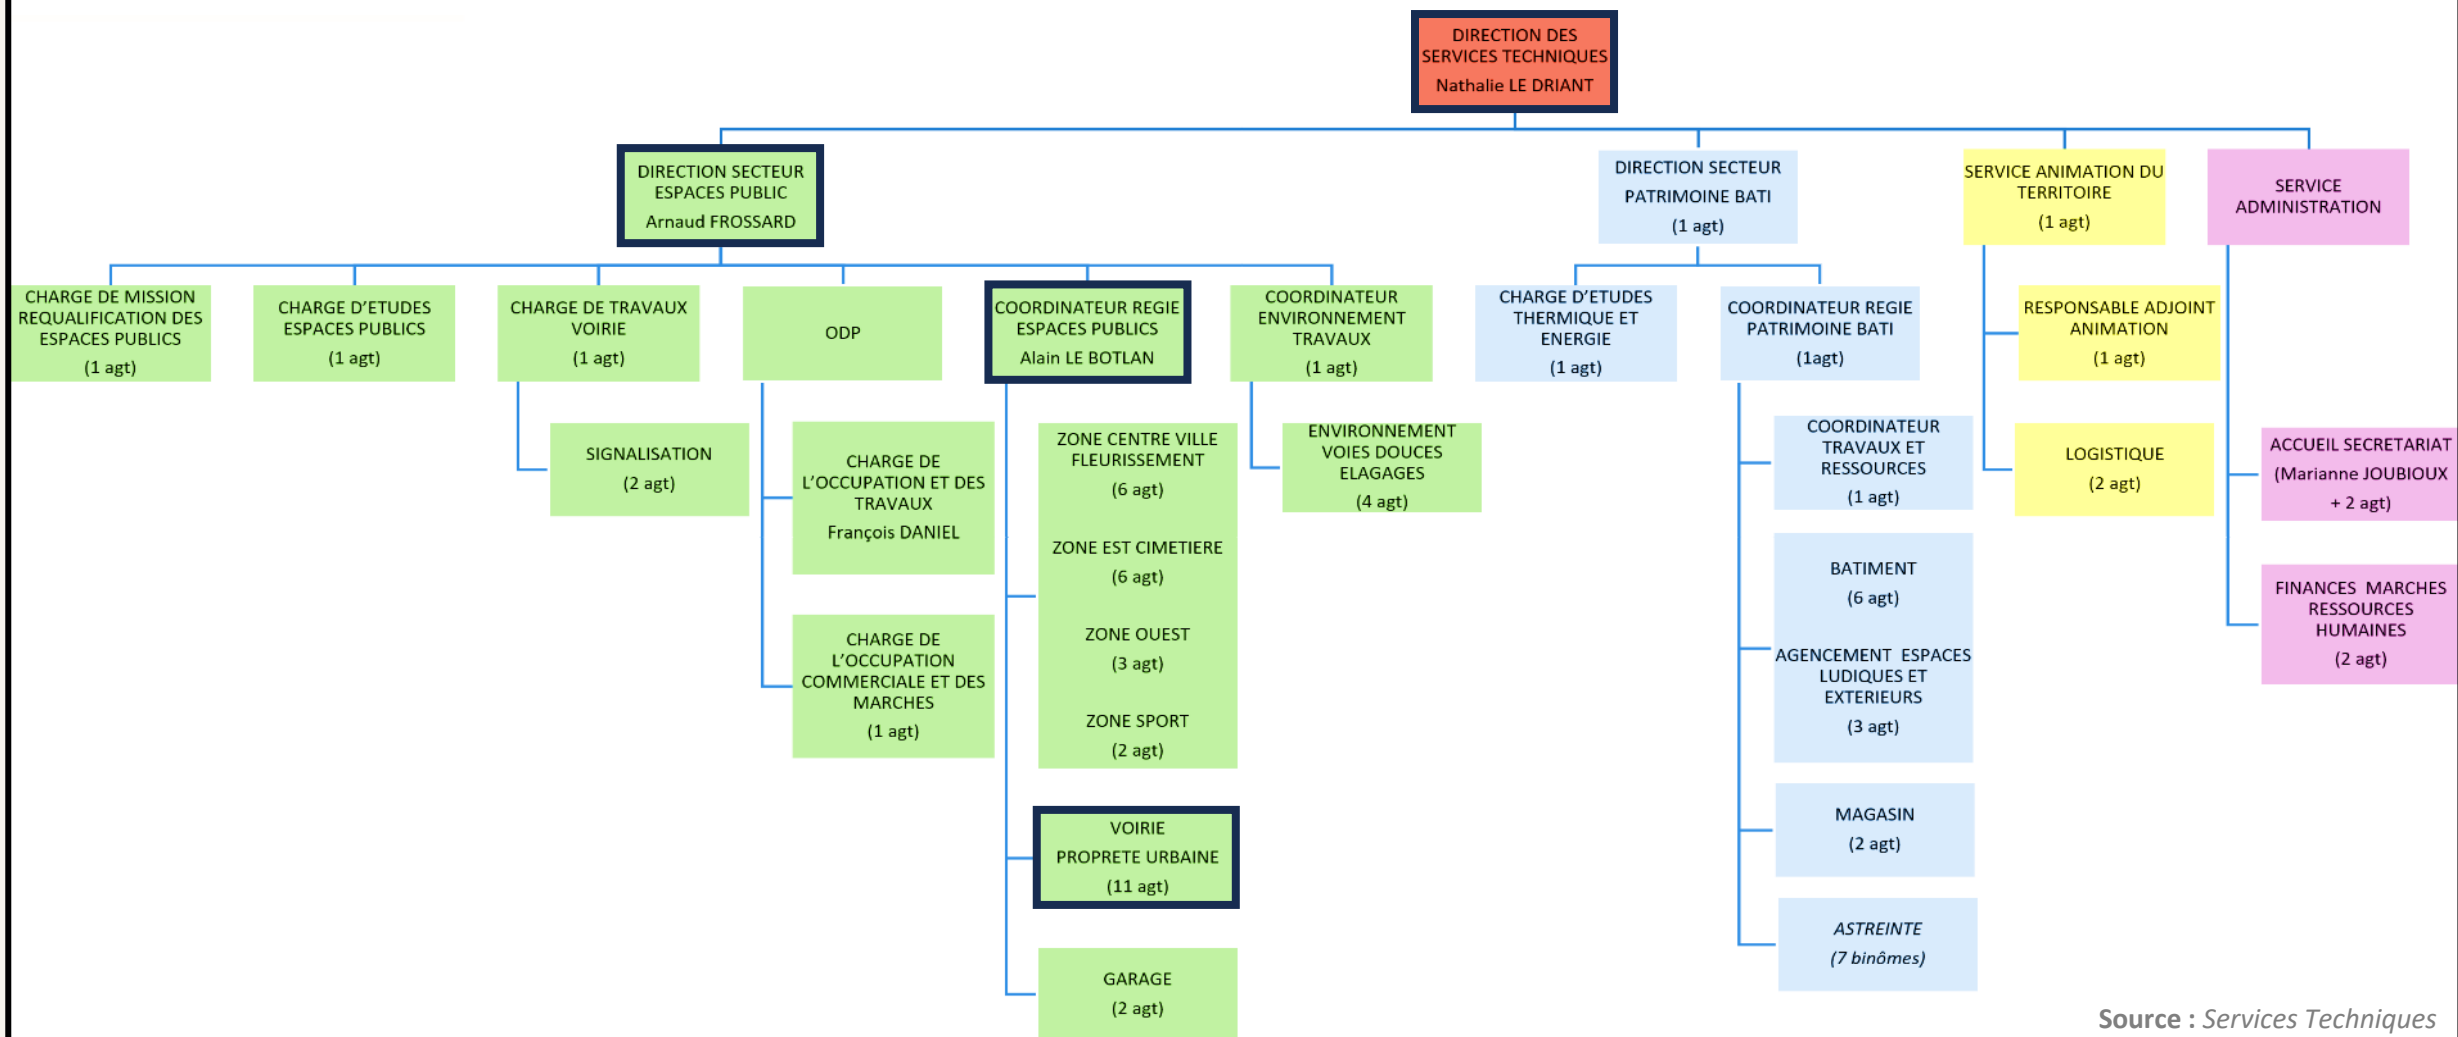 DIRECTION DES
SERVICES TECHNIQUES
Nathalie LE DRIANT
DIRECTION SECTEUR
ESPACES PUBLIC
Arnaud FROSSARD
DIRECTION SECTEUR
PATRIMOINE BATI
(1 agt)
SERVICE ANIMATION DU
TERRITOIRE
(1 agt)
SERVICE
ADMINISTRATION
CHARGE DE MISSION
REQUALIFICATION DES
ESPACES PUBLICS
(1 agt)
CHARGE D’ETUDES
ESPACES PUBLICS
(1 agt)
CHARGE DE TRAVAUX
VOIRIE
(1 agt)
ODP
COORDINATEUR REGIE
ESPACES PUBLICS
Alain LE BOTLAN
COORDINATEUR
ENVIRONNEMENT
TRAVAUX
(1 agt)
CHARGE D’ETUDES
THERMIQUE ET
ENERGIE
(1 agt)
COORDINATEUR REGIE
PATRIMOINE BATI
(1agt)
RESPONSABLE ADJOINT
ANIMATION
(1 agt)
SIGNALISATION
(2 agt)
CHARGE DE
L’OCCUPATION ET DES
TRAVAUX
François DANIEL
CHARGE DE
L’OCCUPATION
COMMERCIALE ET DES
MARCHES
(1 agt)
ZONE CENTRE VILLE
FLEURISSEMENT
(6 agt)
ZONE EST CIMETIERE
(6 agt)
ZONE OUEST
(3 agt)
ZONE SPORT
(2 agt)
VOIRIE
PROPRETE URBAINE
(11 agt)
GARAGE
(2 agt)
ENVIRONNEMENT
VOIES DOUCES
ELAGAGES
(4 agt)
COORDINATEUR
TRAVAUX ET
RESSOURCES
(1 agt)
BATIMENT
(6 agt)
AGENCEMENT ESPACES
LUDIQUES ET
EXTERIEURS
(3 agt)
MAGASIN
(2 agt)
ASTREINTE
(7 binômes)
LOGISTIQUE
(2 agt)
ACCUEIL SECRETARIAT
(Marianne JOUBIOUX
+ 2 agt)
FINANCES MARCHES
RESSOURCES
HUMAINES
(2 agt)
Source : Services Techniques